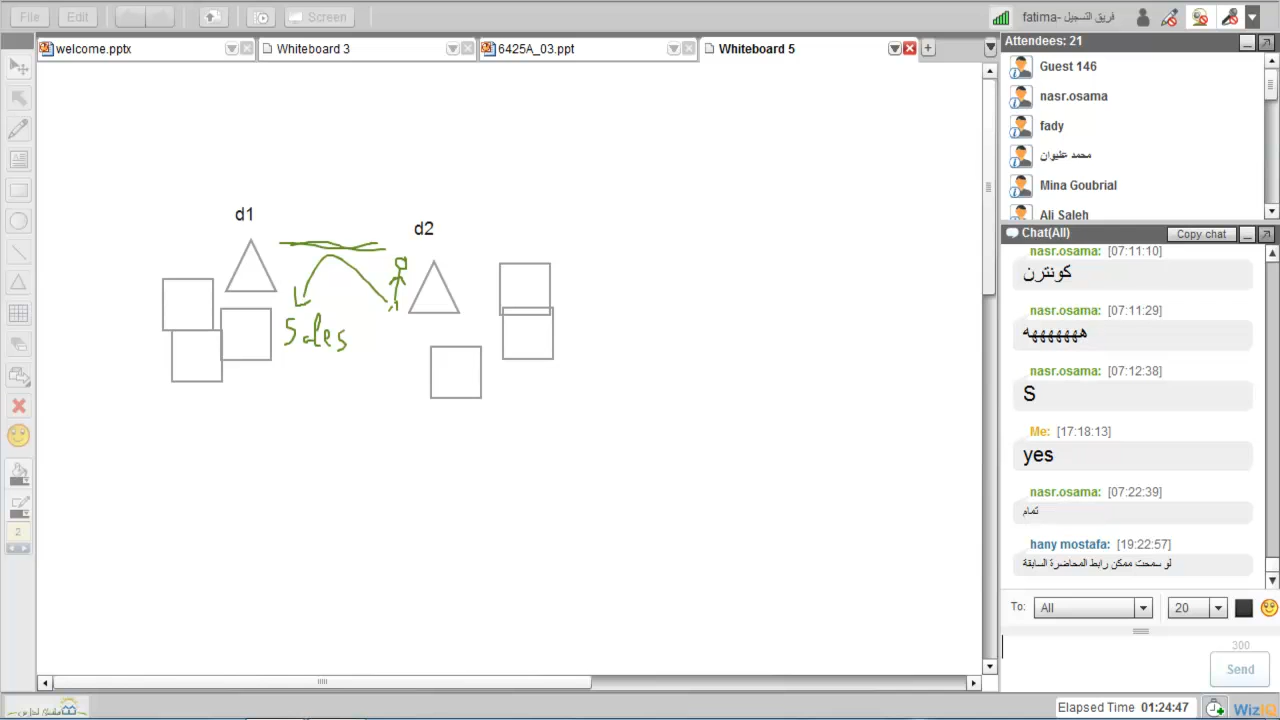 File
Edit
Screen
fatima- فريق التسجيل
welcome.pptx
Whiteboard 3
6425A_03.ppt
Whiteboard 5
d1
d2
Sales
2
Attendees: 21
Guest 146
nasr.osama
fady
محمد عليوان
Mina Goubrial
Ali Saleh
Chat(All)
Copy chat
nasr.osama: [07:11:10]
كونترن
nasr.osama: [07:11:29]
ههههههههه
nasr.osama: [07:12:38]
S
Me: [17:18:13]
yes
nasr.osama: [07:22:39]
تمام
hany mostafa: [19:22:57]
لو سمحت ممكن رابط المحاضرة السابقة
To:
All
20
300
Send
Elapsed Time 01:24:47
WizIQ